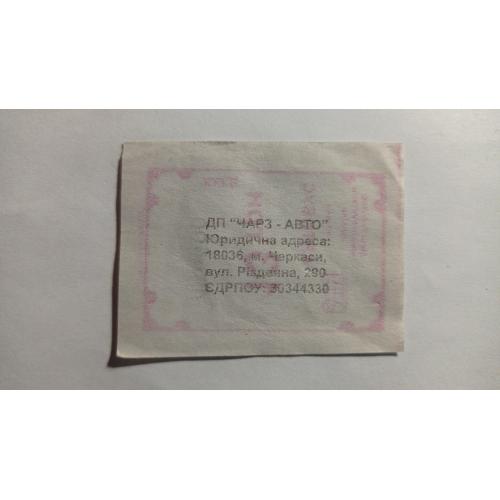 ДП "ЧАРЗ - АВТО"
Юридична адреса:
18036, м. Черкаси,
вул. Різдвяна, 290
ЄДРПОУ: 30344330